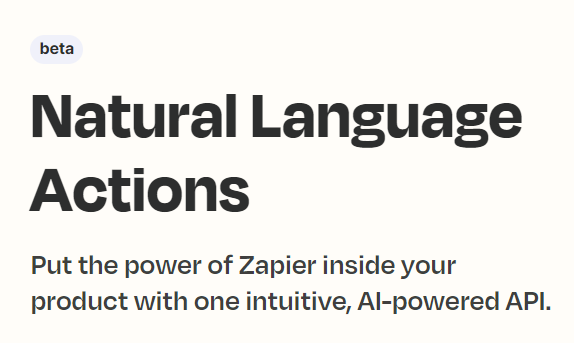 beta
Natural Language
Actions
Put the power of Zapier inside your
product with one intuitive, AI-powered API.